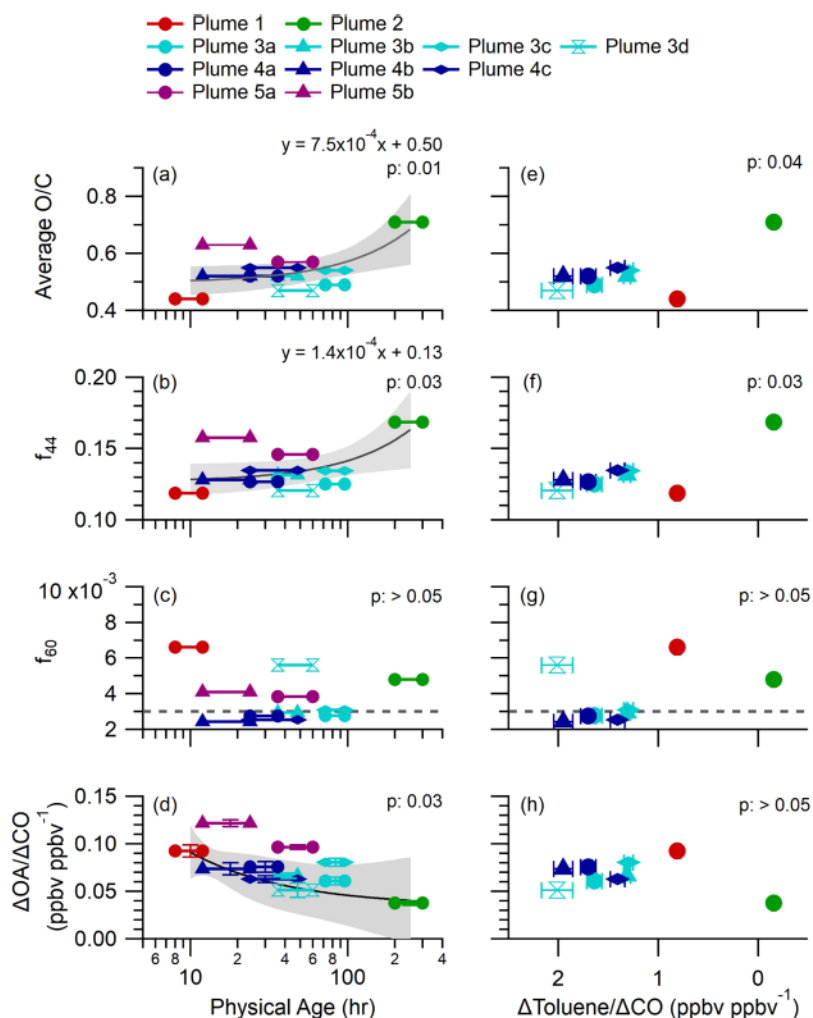 Plume 1 Plume 2
Plume 3a Plume 3b Plume 3c Plume 3d
Plume 4a Plume 4b Plume 4c
Plume 5a Plume 5b
y = 7.5x10⁻⁴x + 0.50
(a) p: 0.01 (e) p: 0.04
Average O/C
0.8
0.6
0.4
y = 1.4x10⁻⁴x + 0.13
(b) p: 0.03 (f) p: 0.03
f₄₄
0.20
0.15
0.10
(c) p: > 0.05 (g) p: > 0.05
f₆₀
10 x10⁻³
8
6
4
2
(d) p: 0.03 (h) p: > 0.05
ΔOA/ΔCO
(ppbv ppbv⁻¹)
0.15
0.10
0.05
0.00
6 8 10 2 4 6 8 100 2 4 2 1 0
Physical Age (hr) ΔToluene/ΔCO (ppbv ppbv⁻¹)